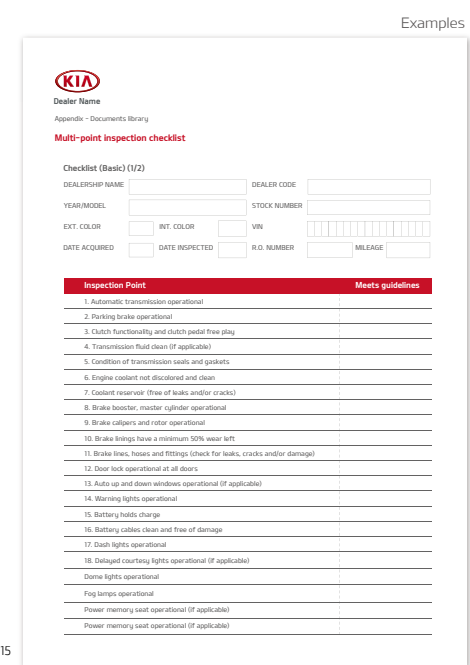 Examples
KIA
Dealer Name
Appendix - Documents library
Multi-point inspection checklist
Checklist (Basic) (1/2)
DEALERSHIP NAME DEALER CODE
YEAR/MODEL STOCK NUMBER
EXT. COLOR INT. COLOR VIN
DATE ACQUIRED DATE INSPECTED R.O. NUMBER MILEAGE
Inspection Point Meets guidelines
1. Automatic transmission operational
2. Parking brake operational
3. Clutch functionality and clutch pedal free play
4. Transmission fluid clean (if applicable)
5. Condition of transmission seals and gaskets
6. Engine coolant not discolored and clean
7. Coolant reservoir (free of leaks and/or cracks)
8. Brake booster, master cylinder operational
9. Brake calipers and rotor operational
10. Brake linings have a minimum 50% wear left
11. Brake lines, hoses and fittings (check for leaks, cracks and/or damage)
12. Door lock operational at all doors
13. Auto up and down windows operational (if applicable)
14. Warning lights operational
15. Battery holds charge
16. Battery cables clean and free of damage
17. Dash lights operational
18. Delayed courtesy lights operational (if applicable)
Dome lights operational
Fog lamps operational
Power memory seat operational (if applicable)
Power memory seat operational (if applicable)
15